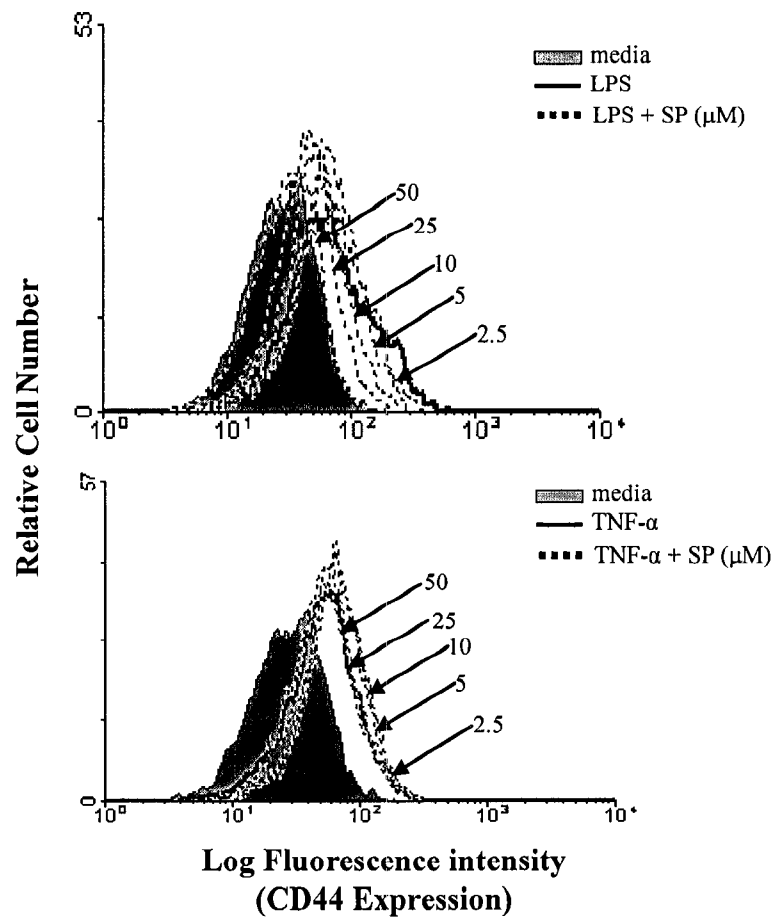 53
media
LPS
LPS + SP (µM)
50
25
10
5
2.5
0
10⁰ 10¹ 10² 10³ 10⁴
Relative Cell Number
57
media
TNF-α
TNF-α + SP (µM)
50
25
10
5
2.5
0
10⁰ 10¹ 10² 10³ 10⁴
Log Fluorescence intensity
(CD44 Expression)